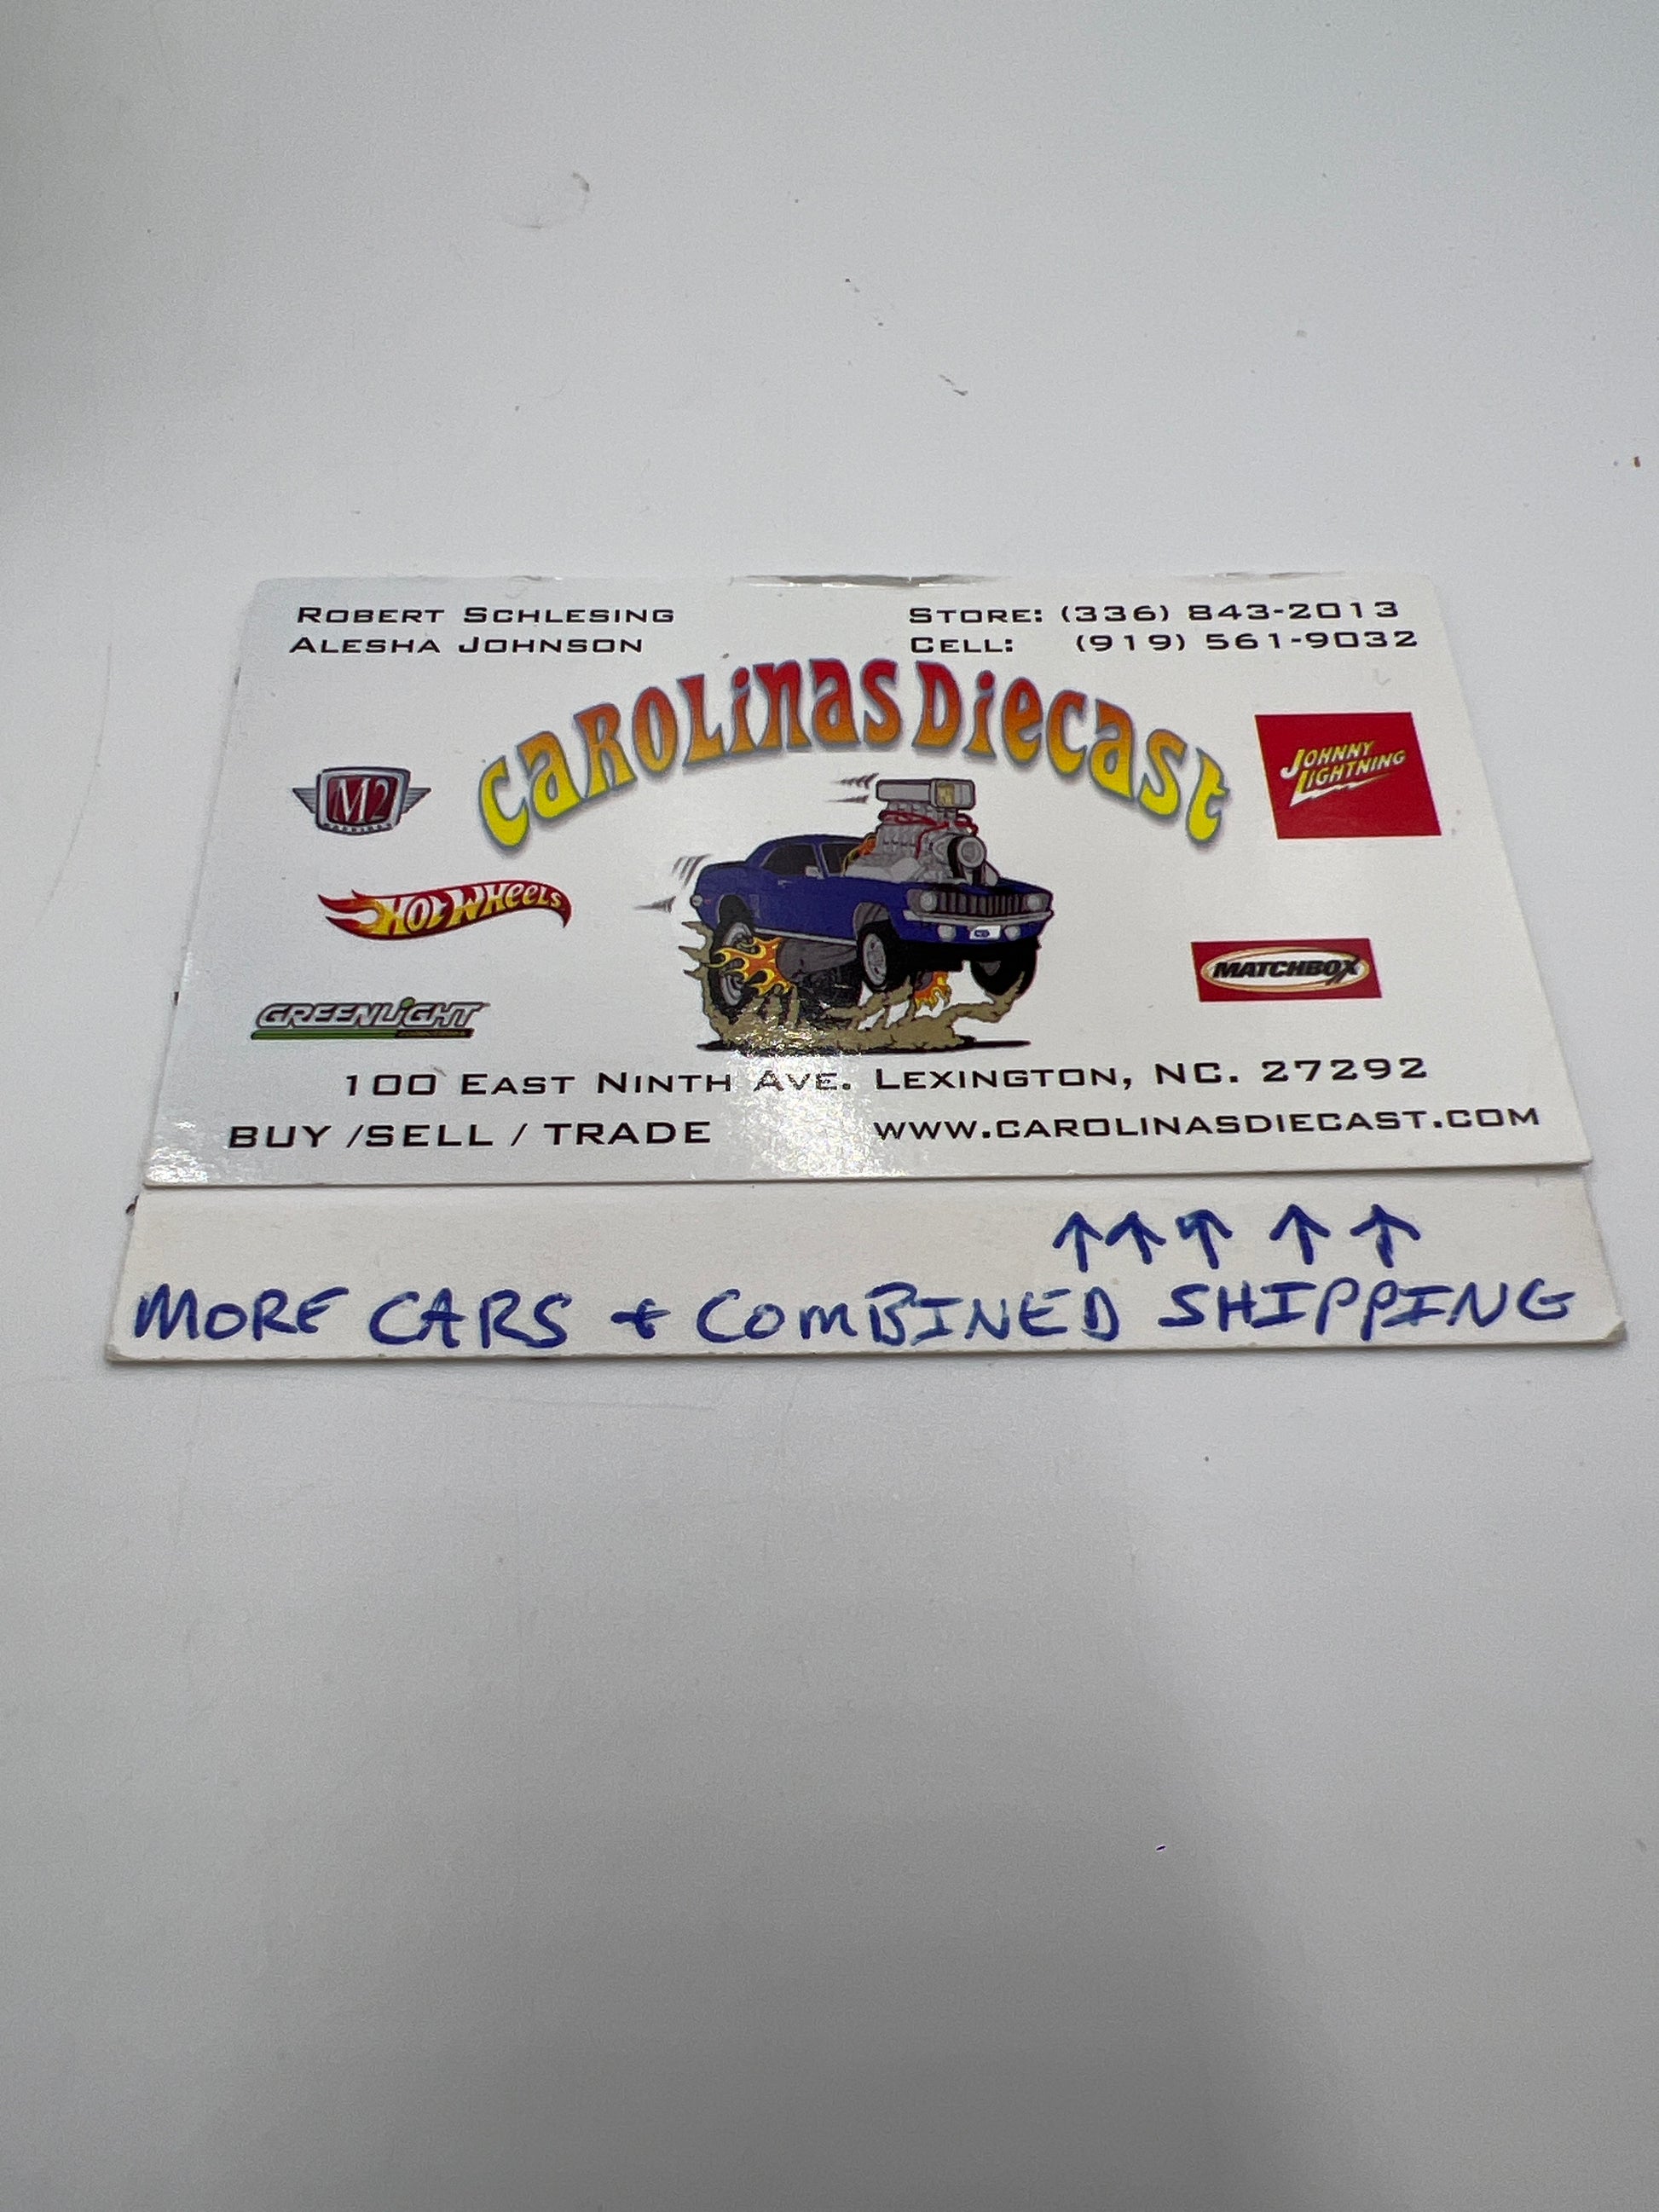 ROBERT SCHLESING
ALESHA JOHNSON
STORE: (336) 843-2013
CELL: (919) 561-9032
CAROLINAS DIECAST
M2
HOT WHEELS
GREENLIGHT
JOHNNY
LIGHTNING
MATCHBOX
100 EAST NINTH AVE. LEXINGTON, NC. 27292
BUY /SELL / TRADE
WWW.CAROLINASDIECAST.COM
↑↑↑ ↑ ↑
MORE CARS + COMBINED SHIPPING